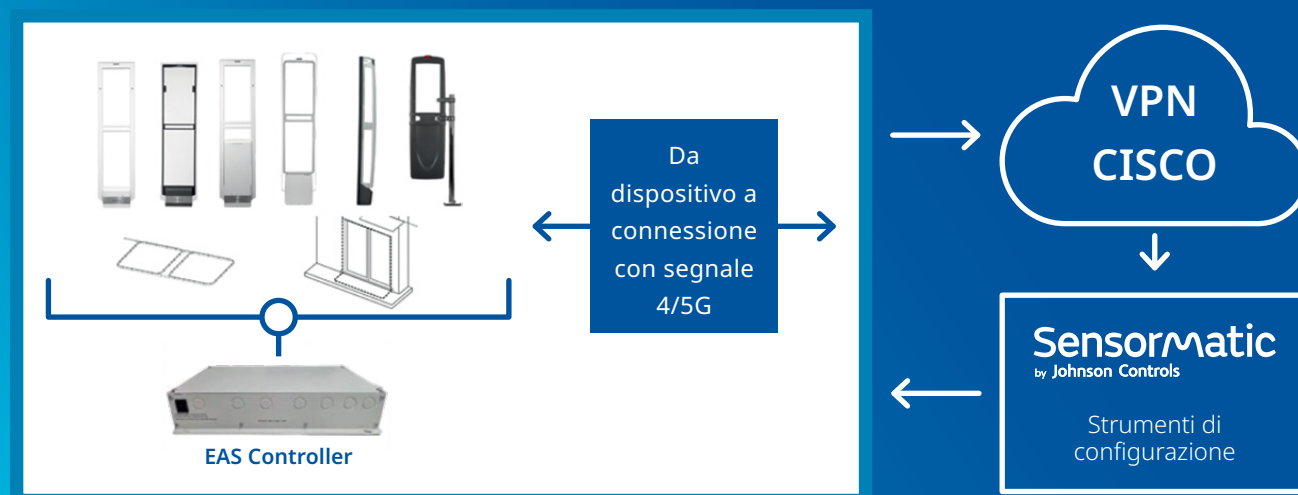 Da
dispositivo a
connessione
con segnale
4/5G
EAS Controller
VPN
CISCO
Sensormatic
by Johnson Controls
Strumenti di
configurazione